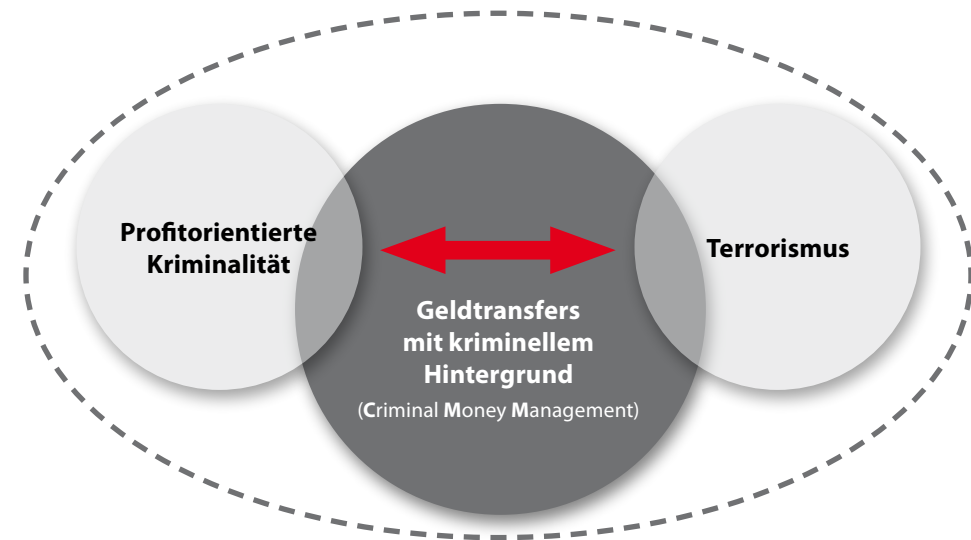 Profitorientierte
Kriminalität
Terrorismus
Geldtransfers
mit kriminellem
Hintergrund
(Criminal Money Management)